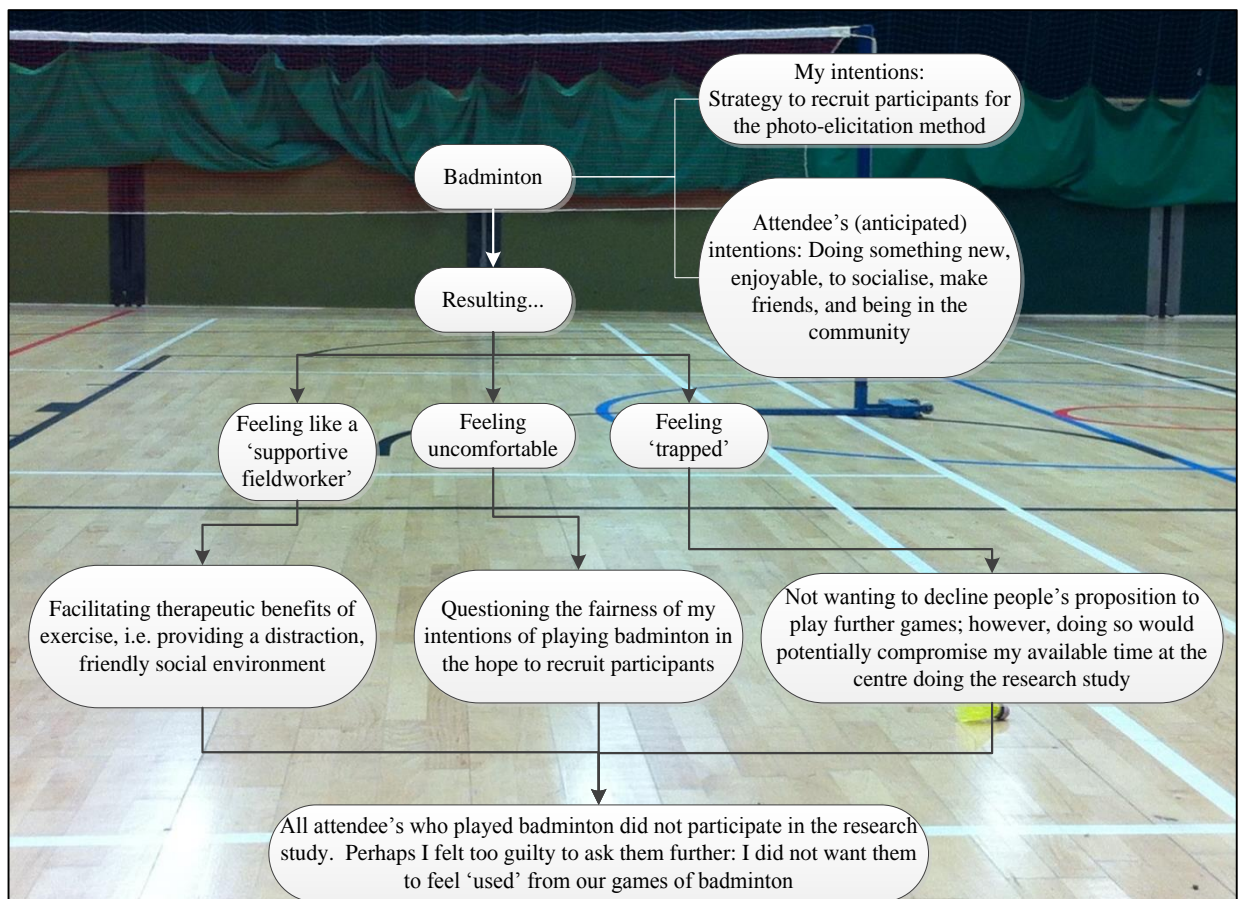 My intentions:
Strategy to recruit participants for
the photo-elicitation method
Badminton
Attendee's (anticipated)
intentions: Doing something new,
enjoyable, to socialise, make
friends, and being in the
community
Resulting...
Feeling like a
‘supportive
fieldworker’
Feeling
uncomfortable
Feeling
‘trapped’
Facilitating therapeutic benefits of
exercise, i.e. providing a distraction,
friendly social environment
Questioning the fairness of my
intentions of playing badminton in
the hope to recruit participants
Not wanting to decline people’s proposition to
play further games; however, doing so would
potentially compromise my available time at the
centre doing the research study
All attendee’s who played badminton did not participate in the research
study.  Perhaps I felt too guilty to ask them further: I did not want them
to feel ‘used’ from our games of badminton